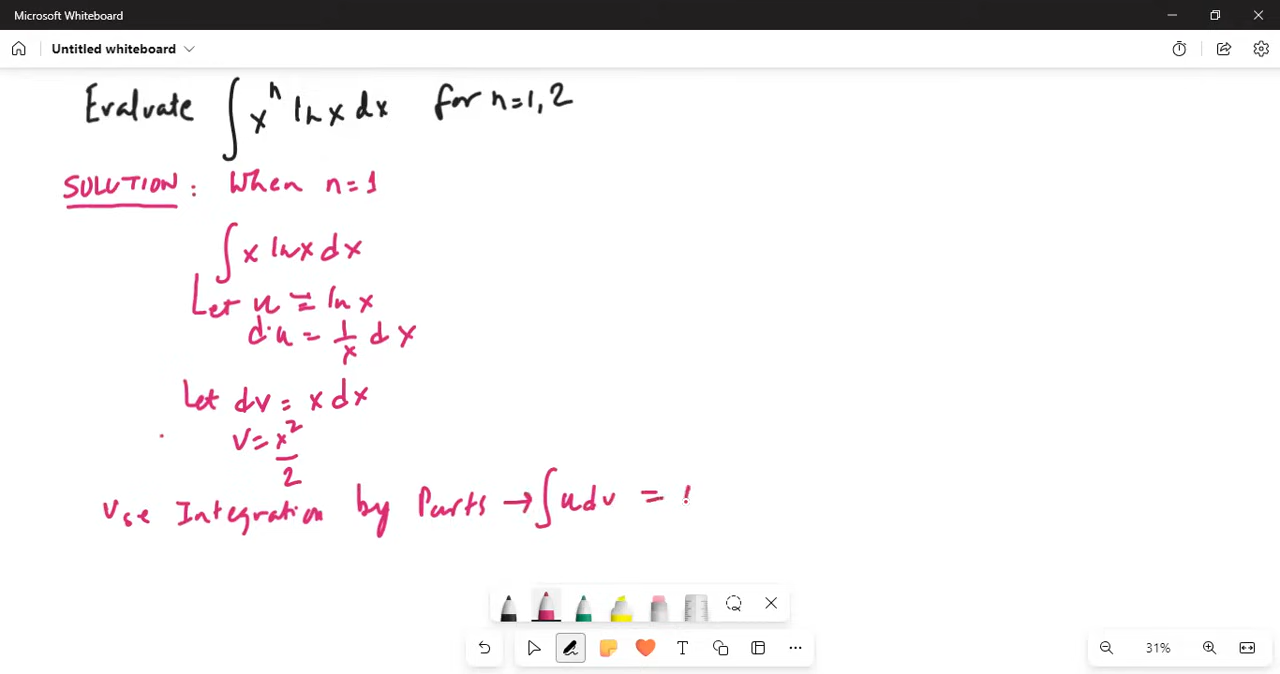 Microsoft Whiteboard
Untitled whiteboard
Evaluate ∫ xⁿ ln x dx for n=1,2
SOLUTION: When n=1
∫ x ln x dx
Let u = ln x
du = 1/x dx
Let dv = x dx
v = x²/2
Use Integration by Parts → ∫ u dv =
31%